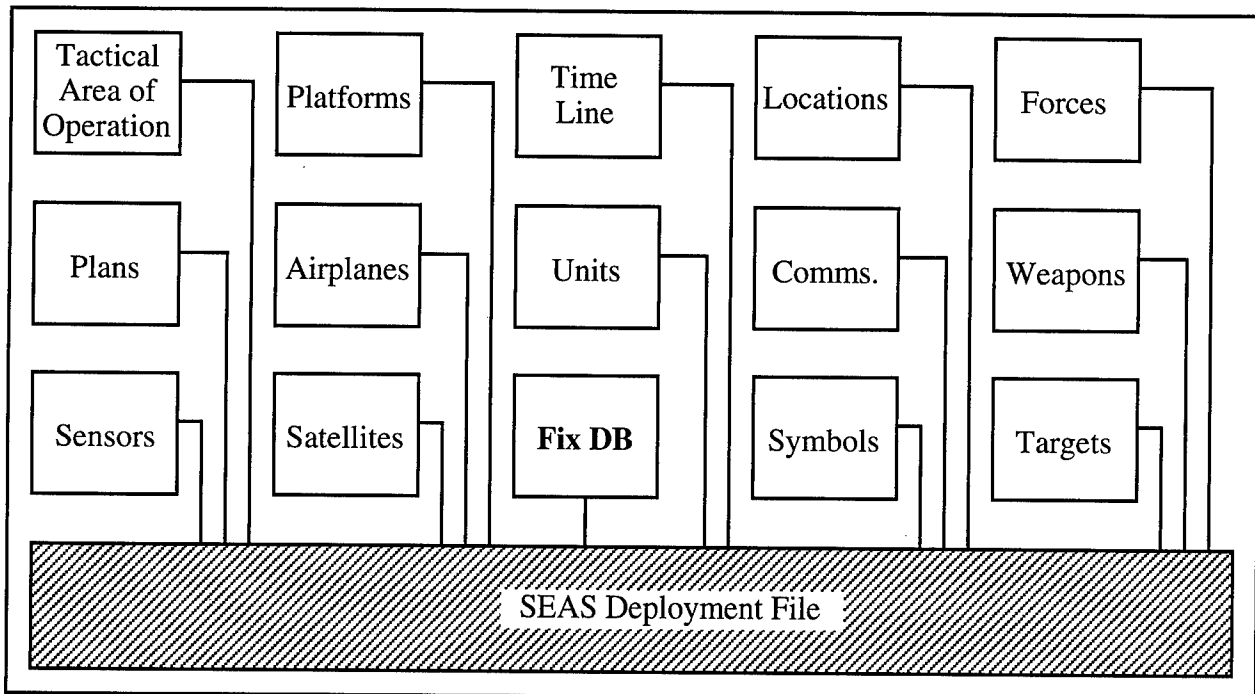 Tactical
Area of
Operation
Platforms
Time
Line
Locations
Forces
Plans
Airplanes
Units
Comms.
Weapons
Sensors
Satellites
Fix DB
Symbols
Targets
SEAS Deployment File